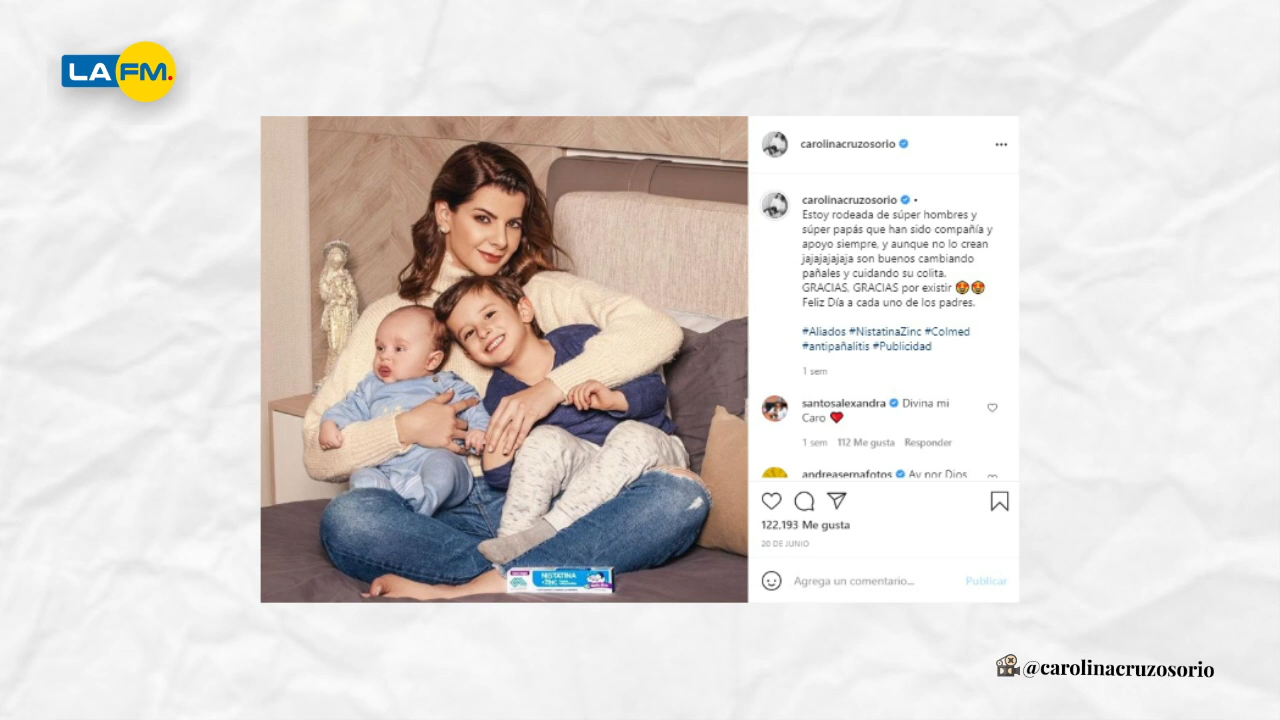 LA FM.
carolinacruzosorio
carolinacruzosorio •
Estoy rodeada de súper hombres y
súper papás que han sido compañía y
apoyo siempre, y aunque no lo crean
jajajajajaja son buenos cambiando
pañales y cuidando su colita.
GRACIAS, GRACIAS por existir 😍😍
Feliz Día a cada uno de los padres.
#Aliados #NistatinaZinc #Colmed
#antipañalitis #Publicidad
1 sem
santosalexandra Divina mi
Caro ❤️
1 sem 112 Me gusta Responder
andreasernafotos Ay por Dios
122,193 Me gusta
20 DE JUNIO
Agrega un comentario... Publicar
NISTATINA
+ZINC
@carolinacruzosorio